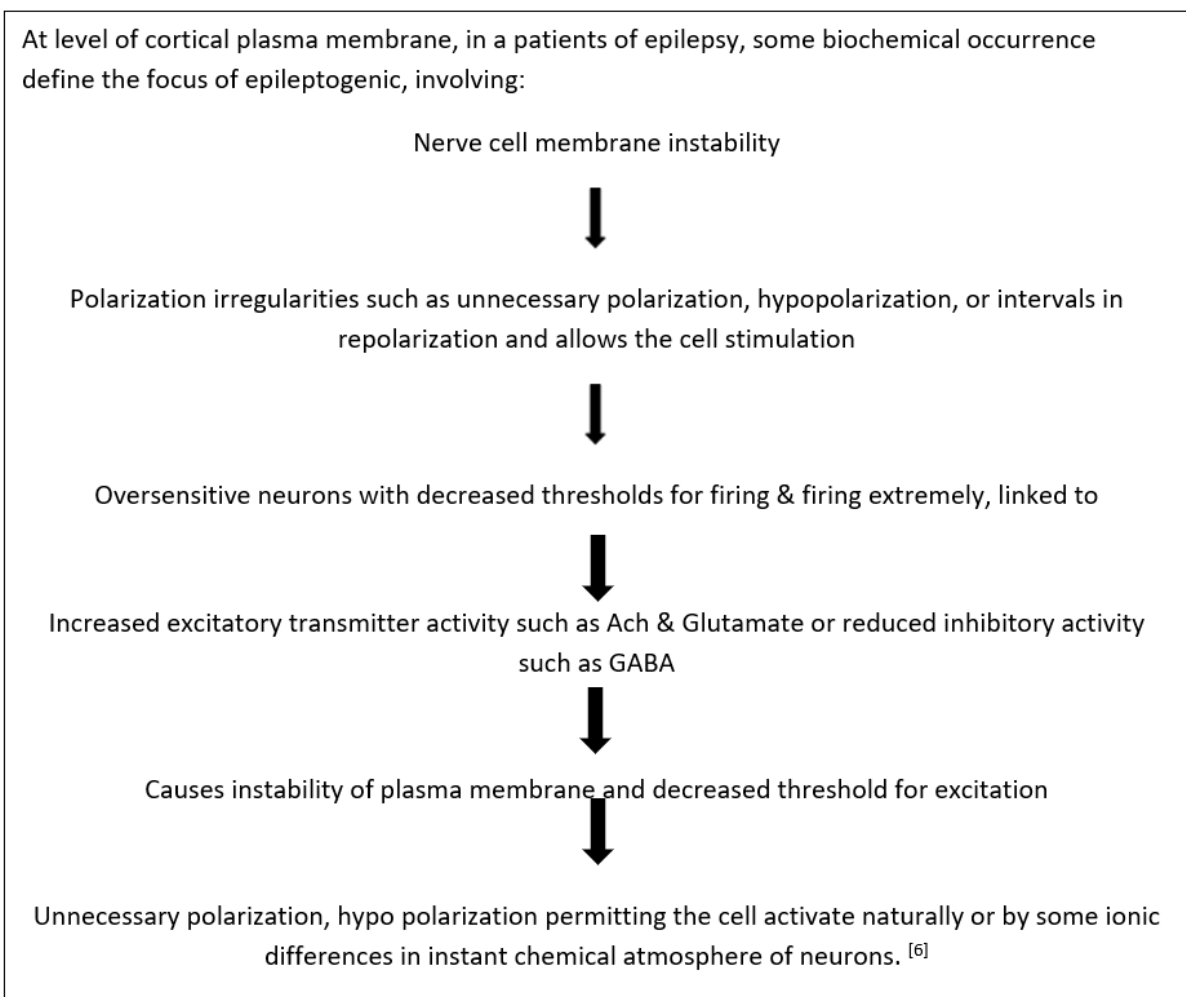 At level of cortical plasma membrane, in a patients of epilepsy, some biochemical occurrence
define the focus of epileptogenic, involving:
Nerve cell membrane instability
Polarization irregularities such as unnecessary polarization, hypopolarization, or intervals in
repolarization and allows the cell stimulation
Oversensitive neurons with decreased thresholds for firing & firing extremely, linked to
Increased excitatory transmitter activity such as Ach & Glutamate or reduced inhibitory activity
such as GABA
Causes instability of plasma membrane and decreased threshold for excitation
Unnecessary polarization, hypo polarization permitting the cell activate naturally or by some ionic
differences in instant chemical atmosphere of neurons. [6]